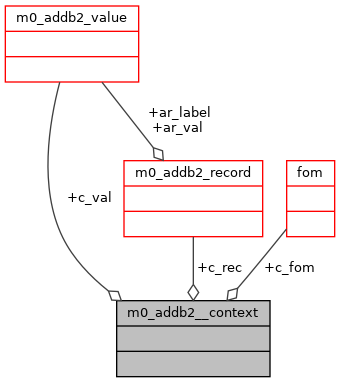 m0_addb2_value
+ar_label
+ar_val
m0_addb2_record
fom
+c_val
+c_rec
+c_fom
m0_addb2__context